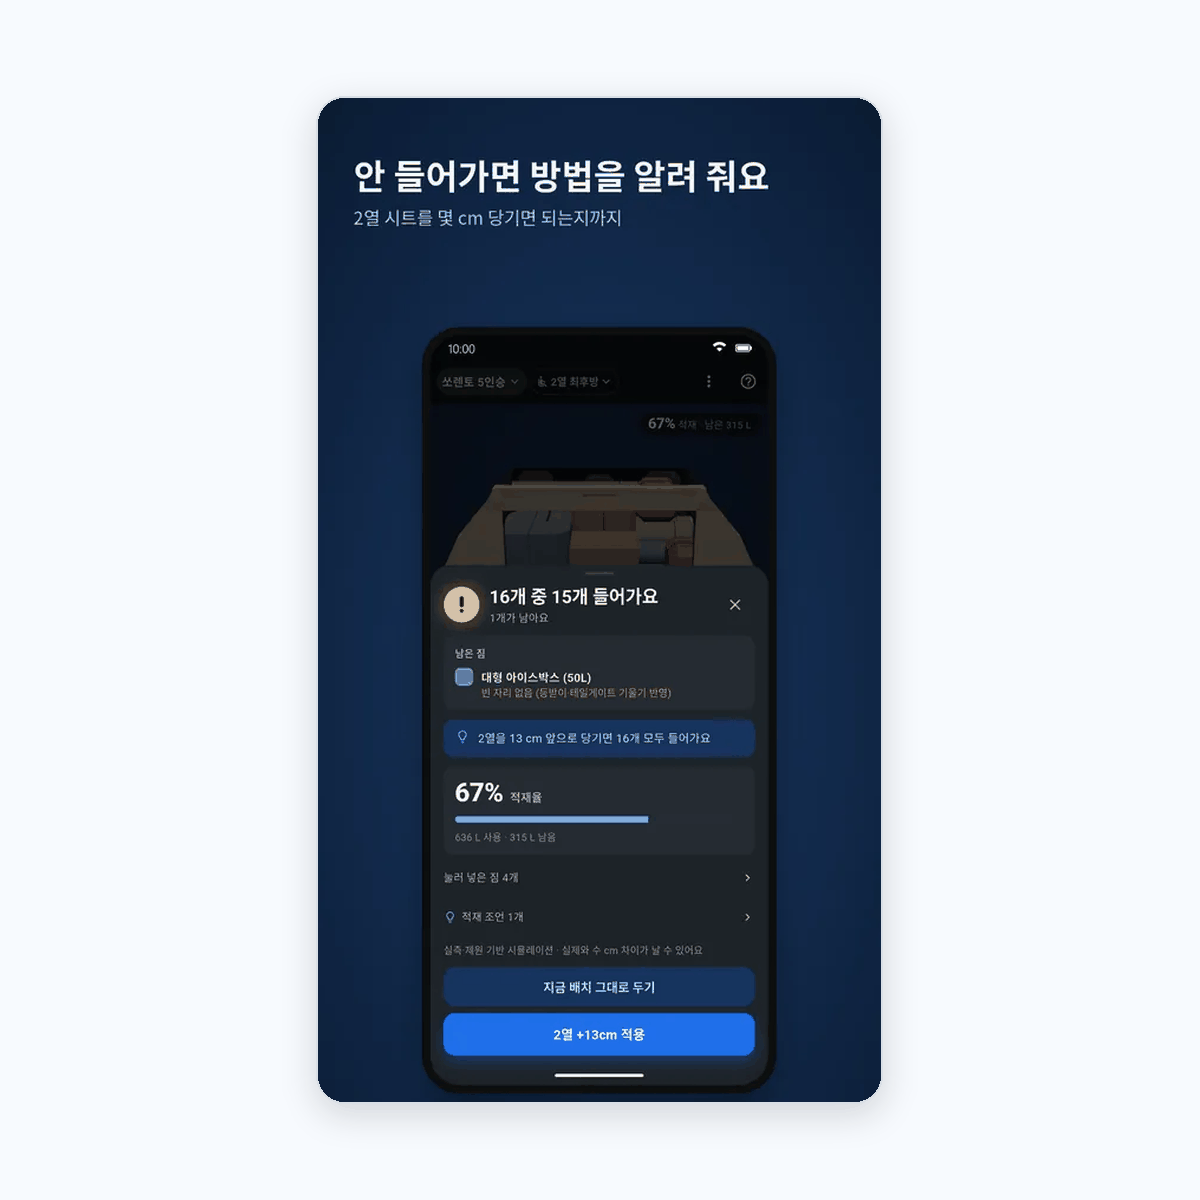 안 들어가면 방법을 알려 줘요
2열 시트를 몇 cm 당기면 되는지까지
10:00
쏘렌토 5인승
2열 최후방
67% 적재 · 남은 315 L
16개 중 15개 들어가요
1개가 남아요
남은 짐
대형 아이스박스 (50L)
빈 자리 없음 (등받이·테일게이트 기울기 반영)
2열을 13 cm 앞으로 당기면 16개 모두 들어가요
67% 적재율
636 L 사용 · 315 L 남음
눌러 넣은 짐 4개
적재 조언 1개
실측·제원 기반 시뮬레이션 · 실제와 수 cm 차이가 날 수 있어요
지금 배치 그대로 두기
2열 +13cm 적용